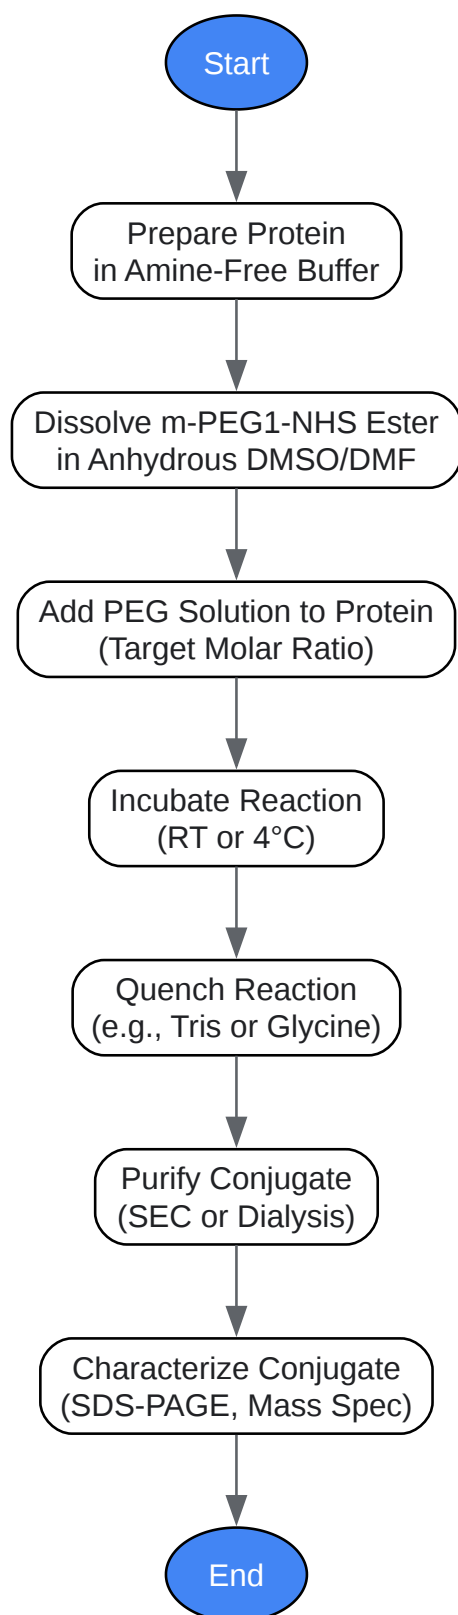 Start
Prepare Protein
in Amine-Free Buffer
Dissolve m-PEG1-NHS Ester
in Anhydrous DMSO/DMF
Add PEG Solution to Protein
(Target Molar Ratio)
Incubate Reaction
(RT or 4°C)
Quench Reaction
(e.g., Tris or Glycine)
Purify Conjugate
(SEC or Dialysis)
Characterize Conjugate
(SDS-PAGE, Mass Spec)
End